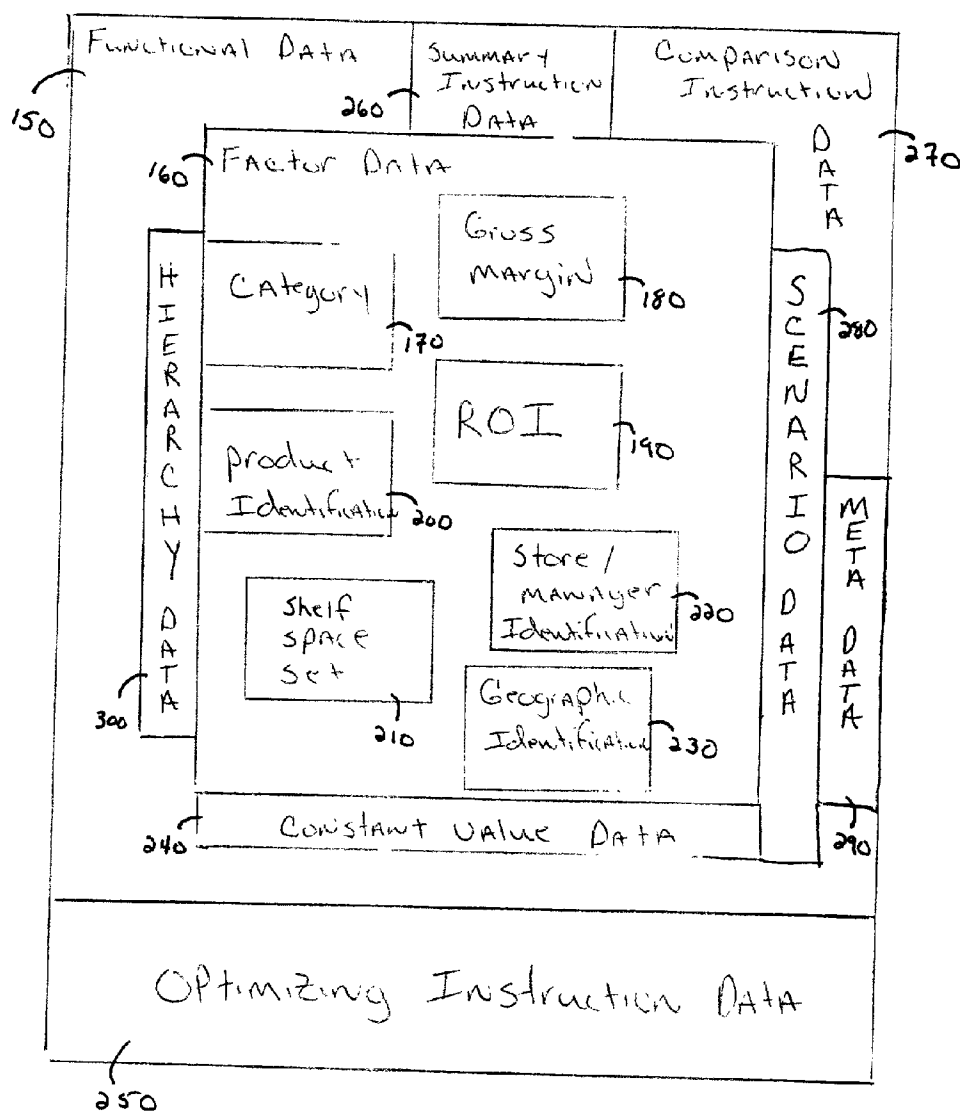 Functional Data
Summary
Instruction
Data
Comparison
Instruction
DATA
150
260
270
160
Factor Data
Gross
Margin
180
Category
170
ROI
190
Product
Identification
200
Store /
Manager
Identification
220
Shelf
Space
Set
210
Geographic
Identification
230
HIERARCHY DATA
300
SCENARIO DATA
280
META DATA
290
240
Constant Value Data
Optimizing Instruction Data
250